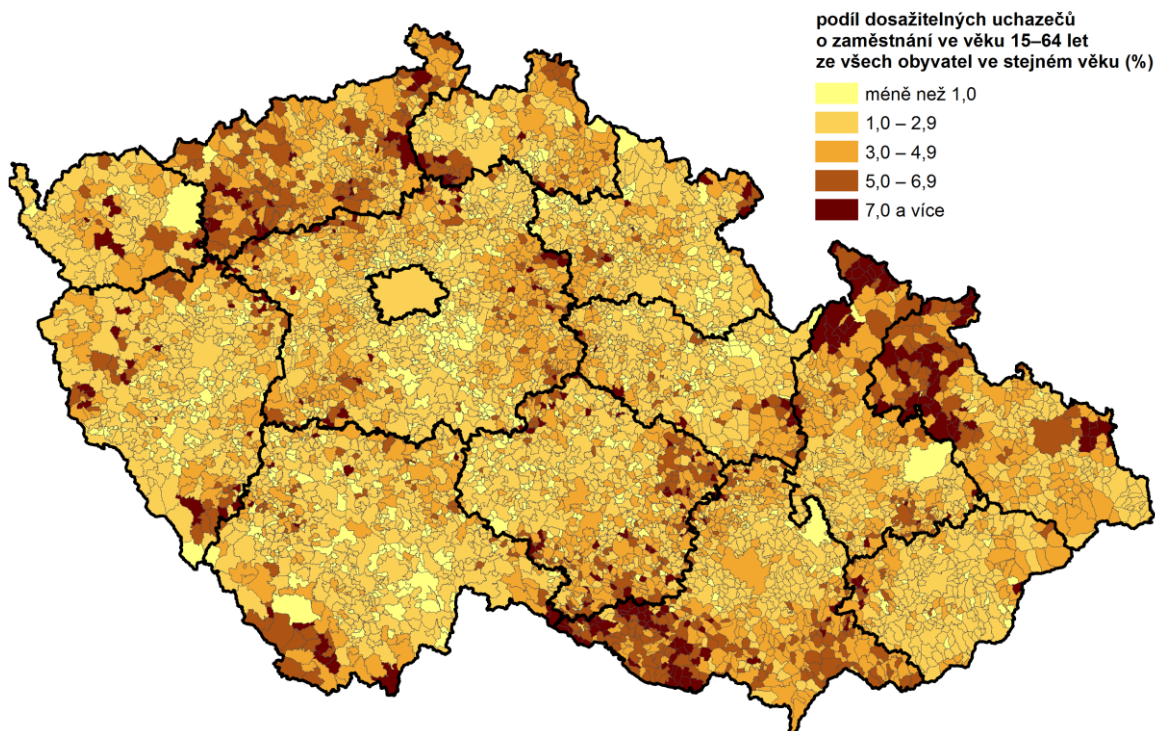 podíl dosažitelných uchazečů
o zaměstnání ve věku 15–64 let
ze všech obyvatel ve stejném věku (%)
méně než 1,0
1,0 – 2,9
3,0 – 4,9
5,0 – 6,9
7,0 a více